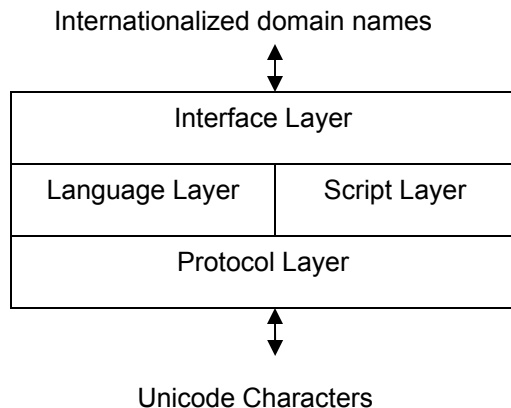 Internationalized domain names
Interface Layer
Language Layer Script Layer
Protocol Layer
Unicode Characters